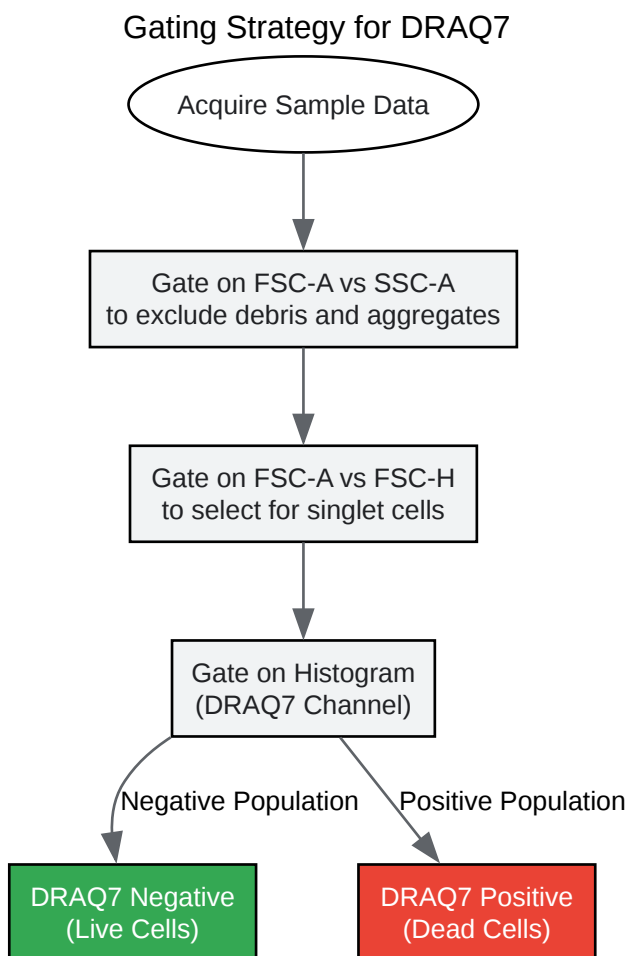 Gating Strategy for DRAQ7
Acquire Sample Data
Gate on FSC-A vs SSC-A
to exclude debris and aggregates
Gate on FSC-A vs FSC-H
to select for singlet cells
Gate on Histogram
(DRAQ7 Channel)
Negative Population
Positive Population
DRAQ7 Negative
(Live Cells)
DRAQ7 Positive
(Dead Cells)